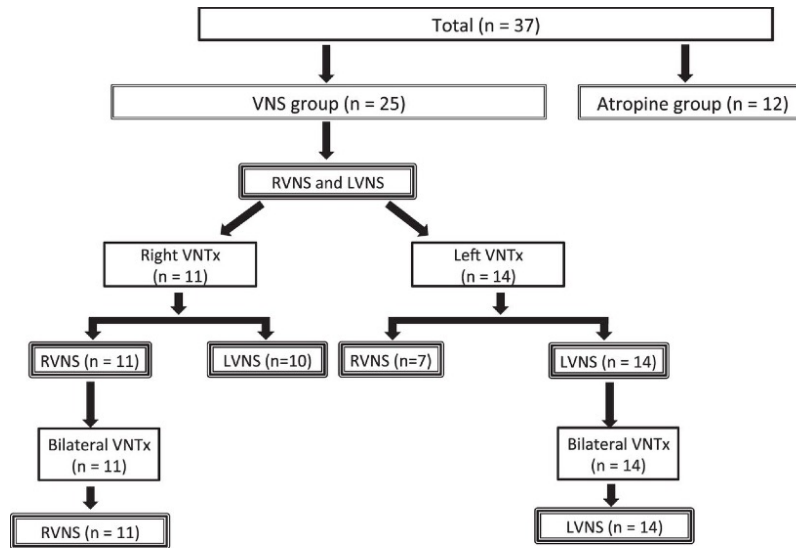 Total (n = 37)
VNS group (n = 25)
Atropine group (n = 12)
RVNS and LVNS
Right VNTx
(n = 11)
Left VNTx
(n = 14)
RVNS (n = 11)
LVNS (n=10)
RVNS (n=7)
LVNS (n = 14)
Bilateral VNTx
(n = 11)
Bilateral VNTx
(n = 14)
RVNS (n = 11)
LVNS (n = 14)